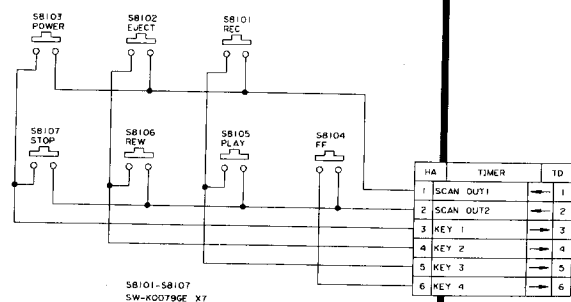 S8103
POWER
S8102
EJECT
S8101
REC
S8107
STOP
S8106
REW
S8105
PLAY
S8104
FF
HA TIMER TD
1 SCAN OUT1 1
2 SCAN OUT2 2
3 KEY 1 3
4 KEY 2 4
5 KEY 3 5
6 KEY 4 6
S8101-S8107
SW-K0079GE X7